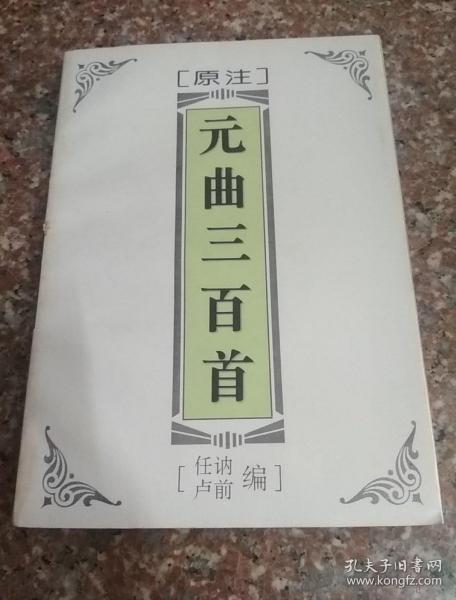 [原注]
元曲三百首
[任讷 卢前 编]
孔夫子旧书网
www.kongfz.com